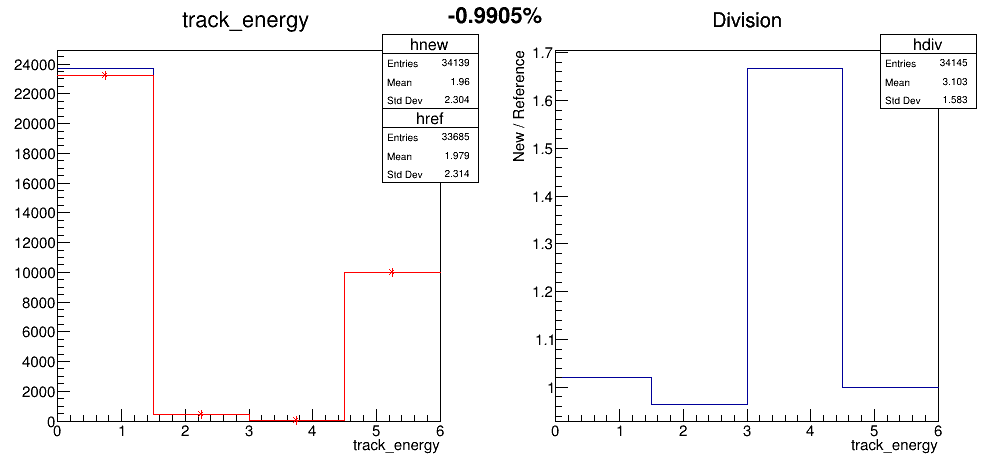 -0.9905%
track_energy
hnew
Entries 34139
Mean 1.96
Std Dev 2.304
href
Entries 33685
Mean 1.979
Std Dev 2.314
24000
22000
20000
18000
16000
14000
12000
10000
8000
6000
4000
2000
0
0 1 2 3 4 5 6
track_energy
Division
hdiv
Entries 34145
Mean 3.103
Std Dev 1.583
New / Reference
1.7
1.6
1.5
1.4
1.3
1.2
1.1
1
0 1 2 3 4 5 6
track_energy